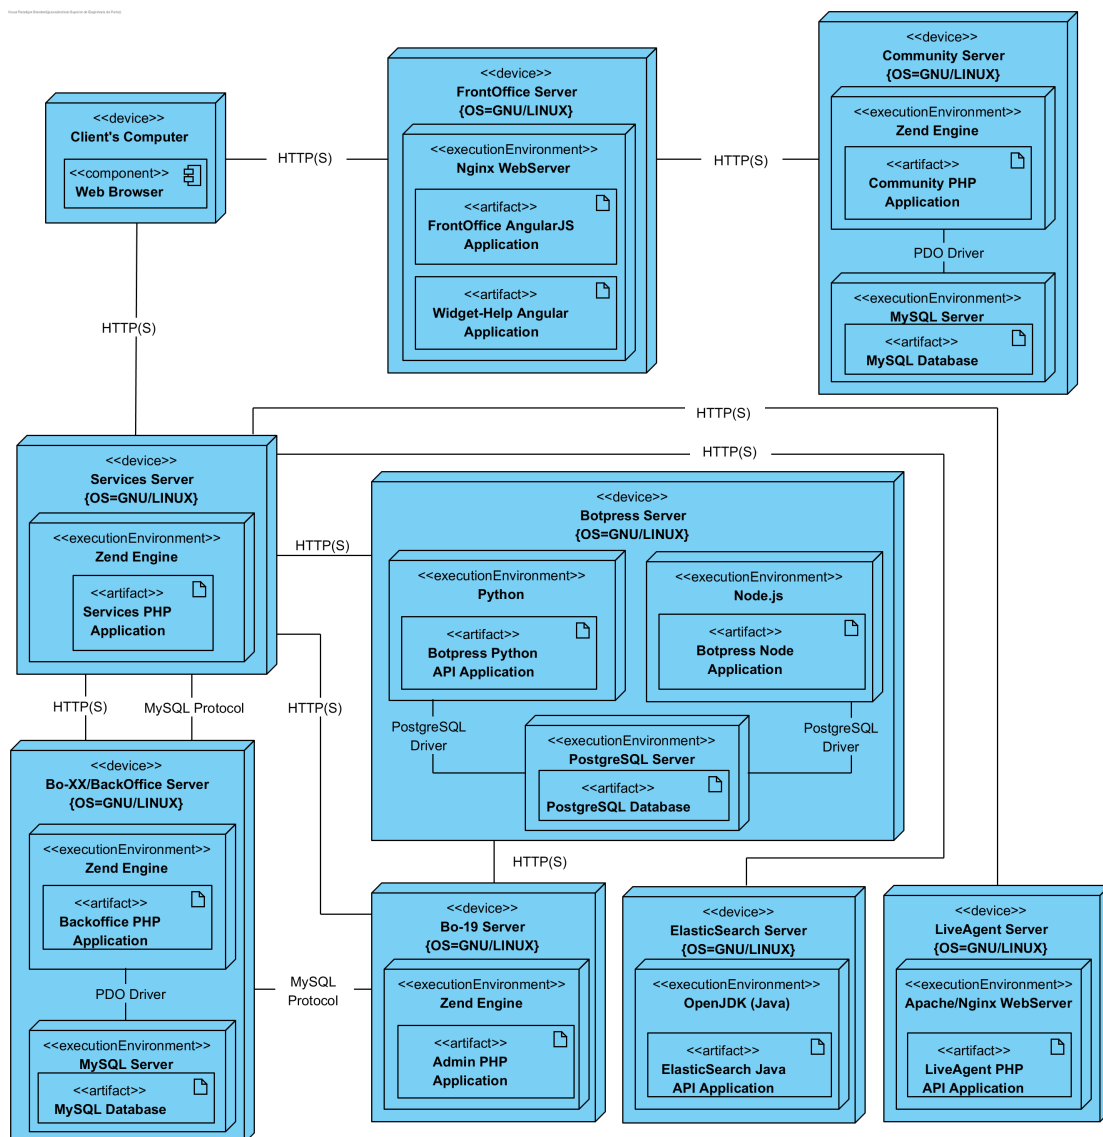 <<device>>
Client's Computer
<<component>>
Web Browser
HTTP(S)
<<device>>
FrontOffice Server
{OS=GNU/LINUX}
<<executionEnvironment>>
Nginx WebServer
<<artifact>>
FrontOffice AngularJS
Application
<<artifact>>
Widget-Help Angular
Application
HTTP(S)
<<device>>
Community Server
{OS=GNU/LINUX}
<<executionEnvironment>>
Zend Engine
<<artifact>>
Community PHP
Application
PDO Driver
<<executionEnvironment>>
MySQL Server
<<artifact>>
MySQL Database
HTTP(S)
HTTP(S)
HTTP(S)
<<device>>
Services Server
{OS=GNU/LINUX}
<<executionEnvironment>>
Zend Engine
<<artifact>>
Services PHP
Application
HTTP(S)
<<device>>
Botpress Server
{OS=GNU/LINUX}
<<executionEnvironment>>
Python
<<artifact>>
Botpress Python
API Application
<<executionEnvironment>>
Node.js
<<artifact>>
Botpress Node
Application
PostgreSQL
Driver
PostgreSQL
Driver
<<executionEnvironment>>
PostgreSQL Server
<<artifact>>
PostgreSQL Database
HTTP(S)
MySQL Protocol
HTTP(S)
<<device>>
Bo-XX/BackOffice Server
{OS=GNU/LINUX}
<<executionEnvironment>>
Zend Engine
<<artifact>>
Backoffice PHP
Application
PDO Driver
<<executionEnvironment>>
MySQL Server
<<artifact>>
MySQL Database
MySQL
Protocol
HTTP(S)
<<device>>
Bo-19 Server
{OS=GNU/LINUX}
<<executionEnvironment>>
Zend Engine
<<artifact>>
Admin PHP
Application
<<device>>
ElasticSearch Server
{OS=GNU/LINUX}
<<executionEnvironment>>
OpenJDK (Java)
<<artifact>>
ElasticSearch Java
API Application
<<device>>
LiveAgent Server
{OS=GNU/LINUX}
<<executionEnvironment>>
Apache/Nginx WebServer
<<artifact>>
LiveAgent PHP
API Application